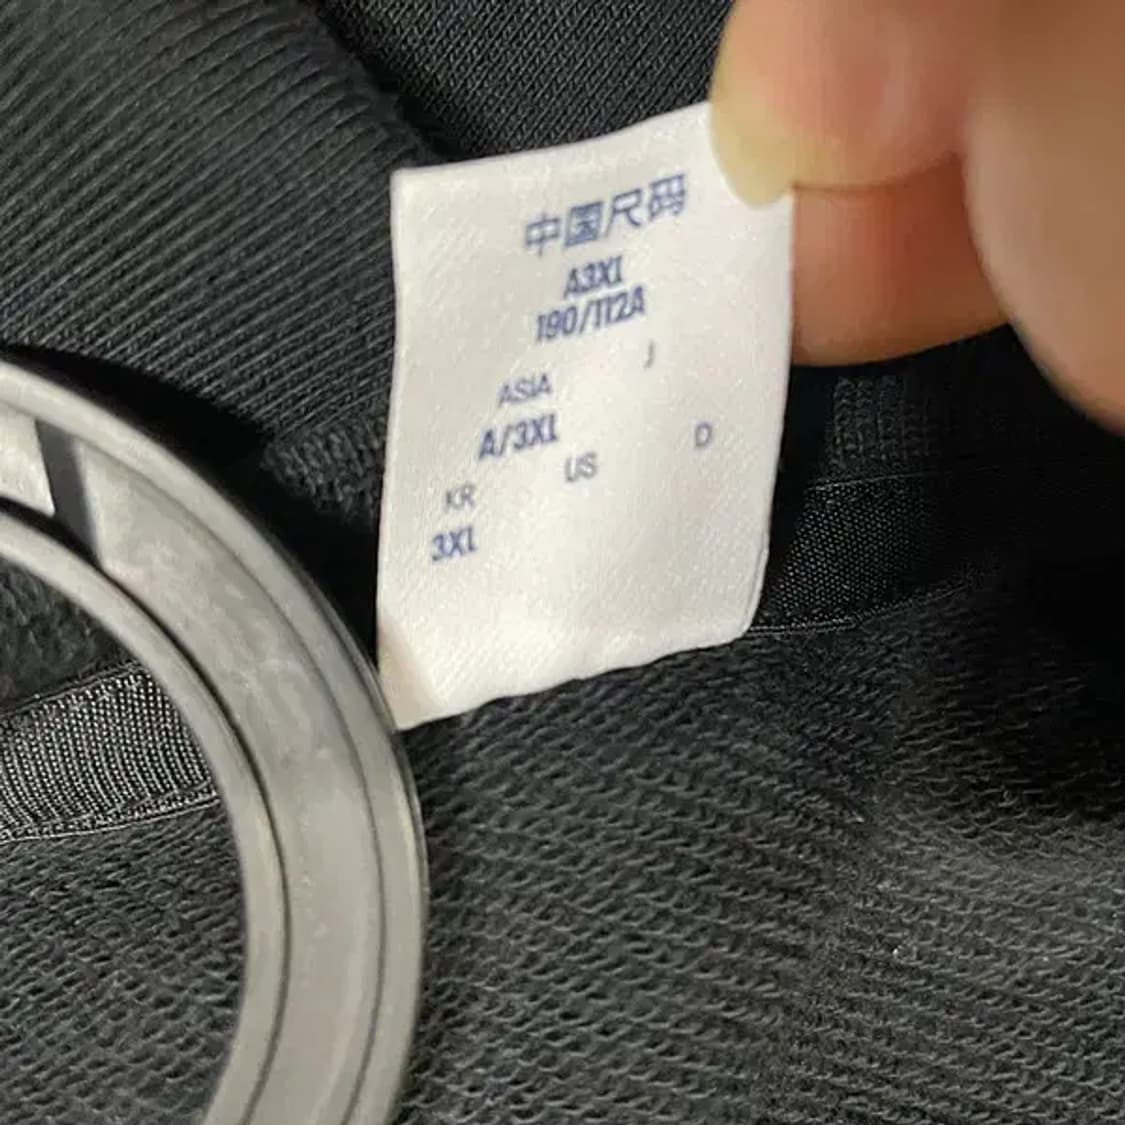 中国尺码
A3XL
190/112A
J
ASIA
A/3XL
D
US
KR
3XL